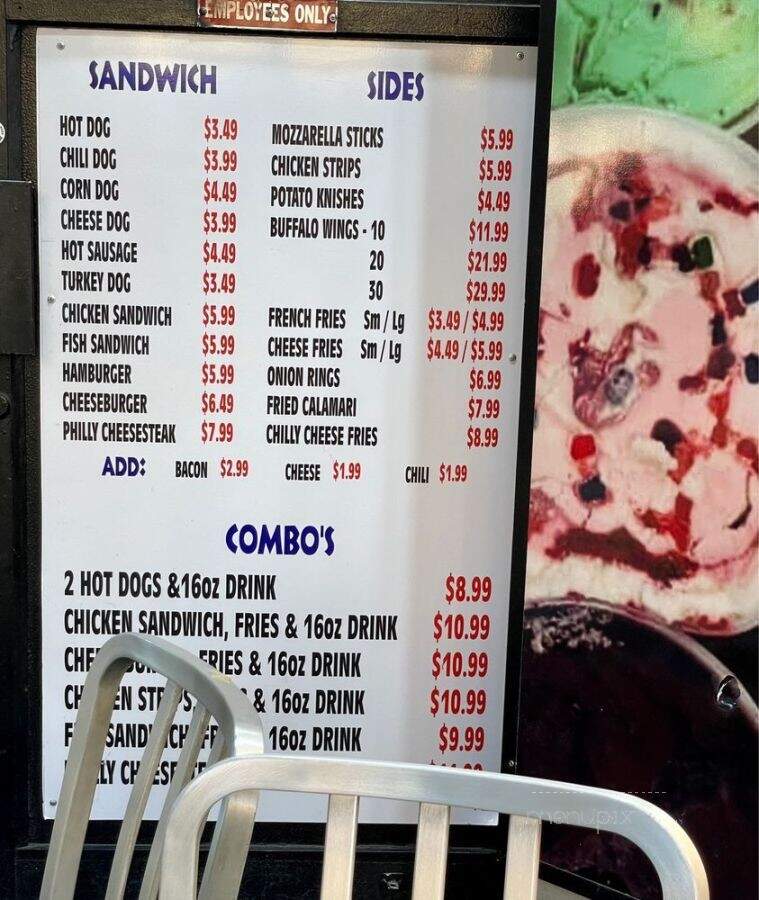 EMPLOYEES ONLY
SANDWICH
HOT DOG $3.49
CHILI DOG $3.99
CORN DOG $4.49
CHEESE DOG $3.99
HOT SAUSAGE $4.49
TURKEY DOG $3.49
CHICKEN SANDWICH $5.99
FISH SANDWICH $5.99
HAMBURGER $5.99
CHEESEBURGER $6.49
PHILLY CHEESESTEAK $7.99
SIDES
MOZZARELLA STICKS $5.99
CHICKEN STRIPS $5.99
POTATO KNISHES $4.49
BUFFALO WINGS - 10 $11.99
20 $21.99
30 $29.99
FRENCH FRIES Sm / Lg $3.49 / $4.99
CHEESE FRIES Sm / Lg $4.49 / $5.99
ONION RINGS $6.99
FRIED CALAMARI $7.99
CHILLY CHEESE FRIES $8.99
ADD: BACON $2.99 CHEESE $1.99 CHILI $1.99
COMBO'S
2 HOT DOGS &16oz DRINK $8.99
CHICKEN SANDWICH, FRIES & 16oz DRINK $10.99
FRIES & 16oz DRINK $10.99
& 16oz DRINK $10.99
16oz DRINK $9.99